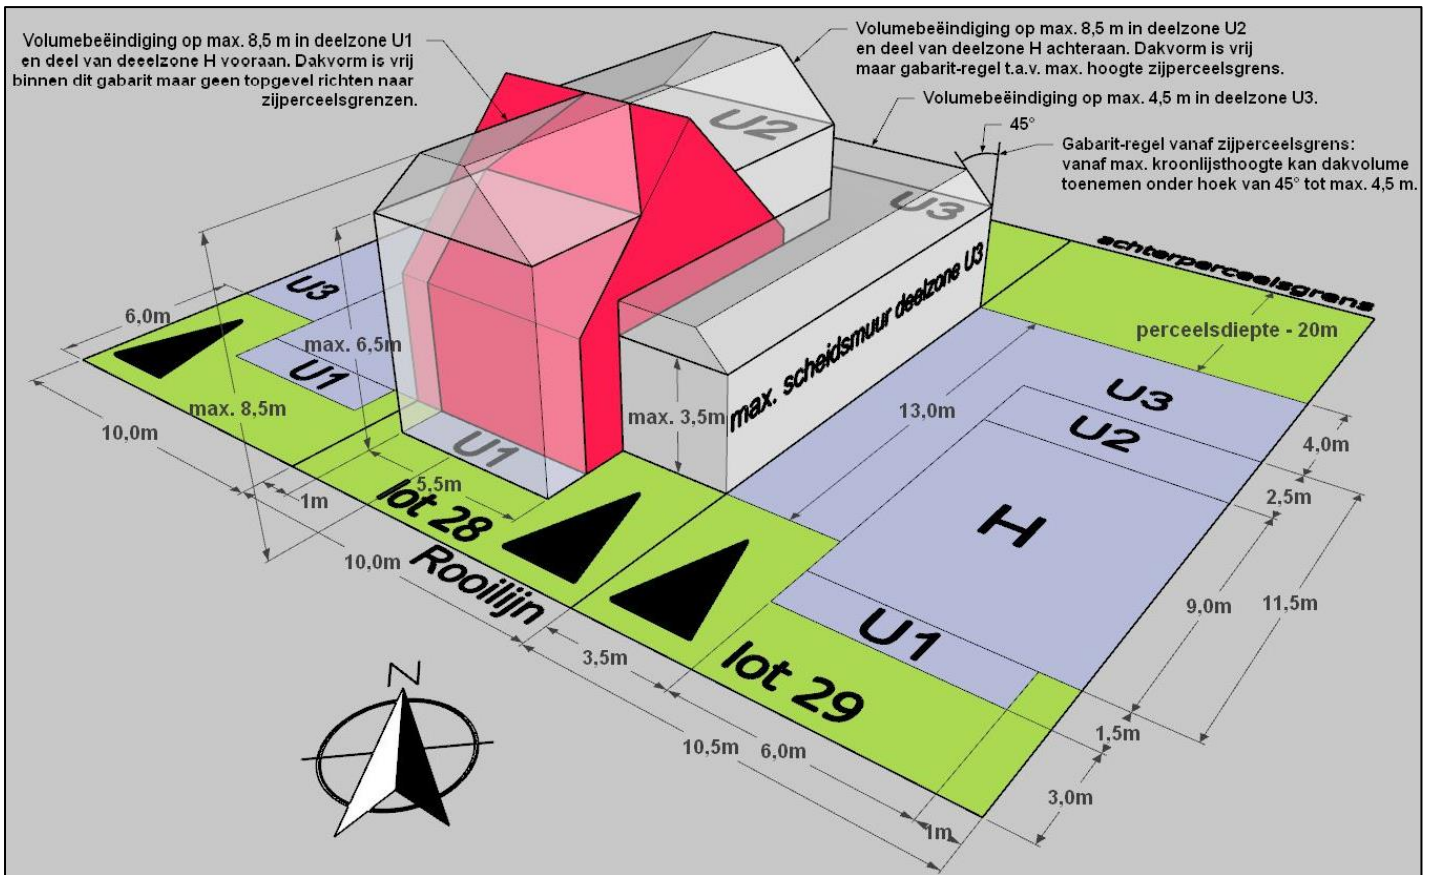 Volumebeëindiging op max. 8,5 m in deelzone U1
en deel van deeelzone H vooraan. Dakvorm is vrij
binnen dit gabarit maar geen topgevel richten naar
zijperceelsgrenzen.
Volumebeëindiging op max. 8,5 m in deelzone U2
en deel van deelzone H achteraan. Dakvorm is vrij
maar gabarit-regel t.a.v. max. hoogte zijperceelsgrens.
Volumebeëindiging op max. 4,5 m in deelzone U3.
45°
Gabarit-regel vanaf zijperceelsgrens:
vanaf max. kroonlijsthoogte kan dakvolume
toenemen onder hoek van 45° tot max. 4,5 m.
U2
U3
achterperceelsgrens
perceelsdiepte - 20m
max. scheidsmuur deelzone U3
U3
6,0m
max. 6,5m
U1
max. 8,5m
10,0m
max. 3,5m
13,0m
U3
U2
4,0m
2,5m
H
U1
5,5m
1m
lot 28
10,0m
Rooilijn
9,0m
11,5m
U1
3,5m
lot 29
1,5m
10,5m
6,0m
3,0m
1m
N